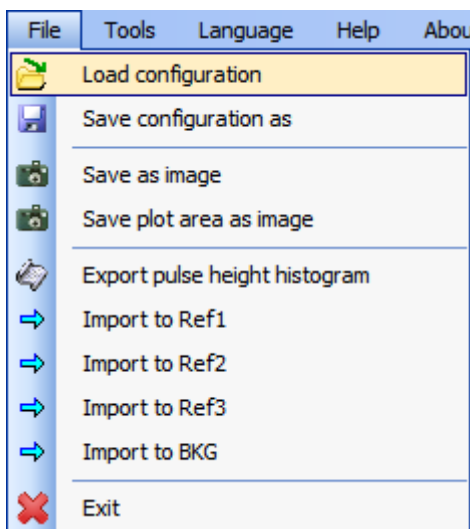 File Tools Language Help Abou
Load configuration
Save configuration as
Save as image
Save plot area as image
Export pulse height histogram
Import to Ref1
Import to Ref2
Import to Ref3
Import to BKG
Exit